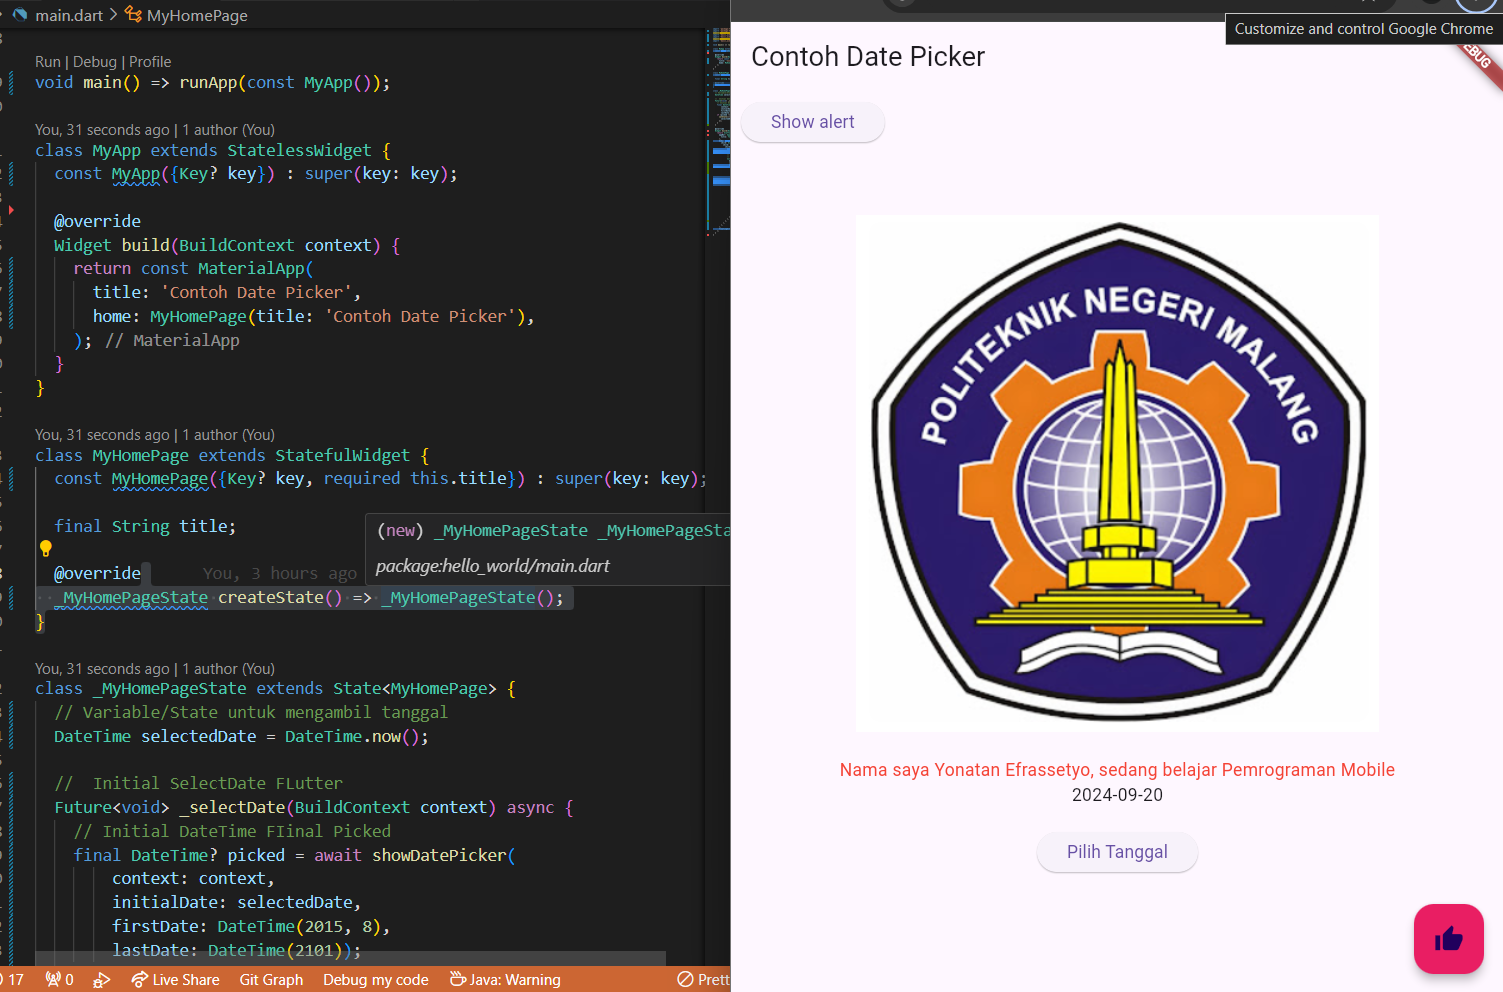 main.dart > MyHomePage
Run | Debug | Profile
void main() => runApp(const MyApp());
You, 31 seconds ago | 1 author (You)
class MyApp extends StatelessWidget {
const MyApp({Key? key}) : super(key: key);
@override
Widget build(BuildContext context) {
return const MaterialApp(
title: 'Contoh Date Picker',
home: MyHomePage(title: 'Contoh Date Picker'),
); // MaterialApp
}
}
You, 31 seconds ago | 1 author (You)
class MyHomePage extends StatefulWidget {
const MyHomePage({Key? key, required this.title}) : super(key: key);
final String title;
(new) _MyHomePageState _MyHomePageSta
package:hello_world/main.dart
@override You, 3 hours ago
_MyHomePageState createState() => _MyHomePageState();
}
You, 31 seconds ago | 1 author (You)
class _MyHomePageState extends State<MyHomePage> {
// Variable/State untuk mengambil tanggal
DateTime selectedDate = DateTime.now();
//  Initial SelectDate FLutter
Future<void> _selectDate(BuildContext context) async {
// Initial DateTime FIinal Picked
final DateTime? picked = await showDatePicker(
context: context,
initialDate: selectedDate,
firstDate: DateTime(2015, 8),
lastDate: DateTime(2101));
17 0 Live Share Git Graph Debug my code Java: Warning Prett
Customize and control Google Chrome
Contoh Date Picker
EBUG
Show alert
POLITEKNIK NEGERI MALANG
Nama saya Yonatan Efrassetyo, sedang belajar Pemrograman Mobile
2024-09-20
Pilih Tanggal